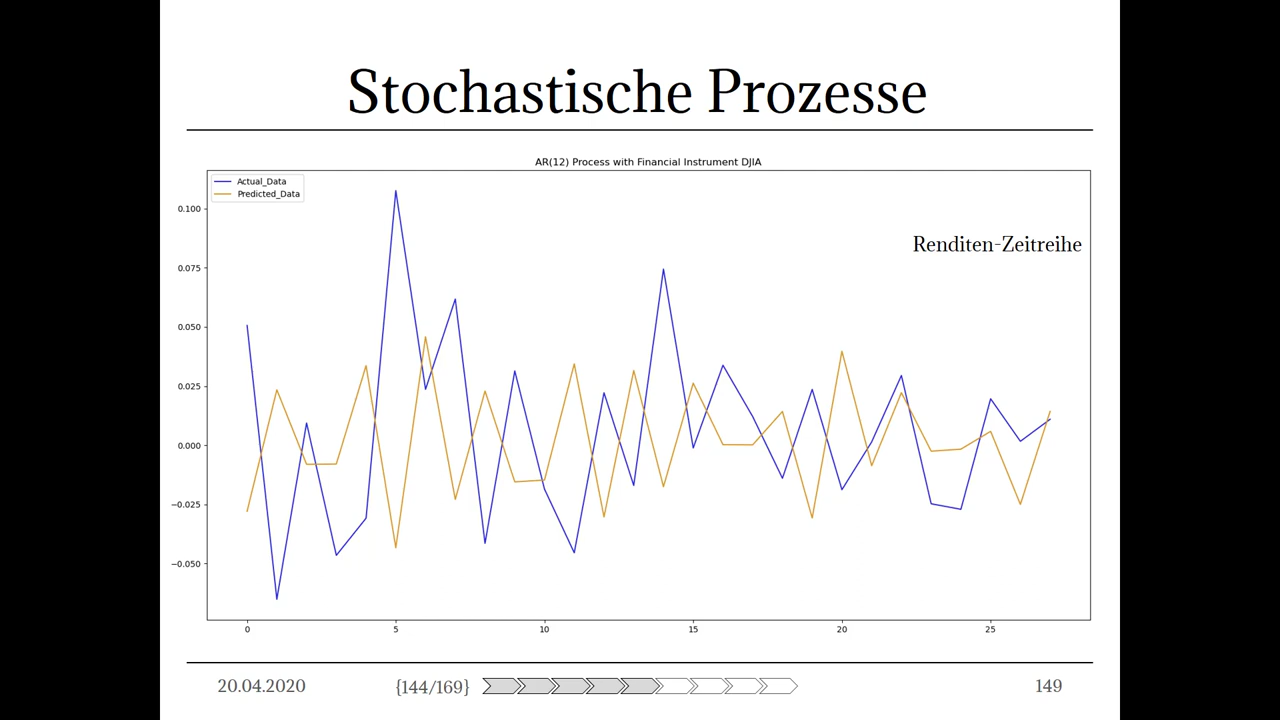 Stochastische Prozesse
AR(12) Process with Financial Instrument DJIA
Actual_Data
Predicted_Data
Renditen-Zeitreihe
0.100
0.075
0.050
0.025
0.000
−0.025
−0.050
0 5 10 15 20 25
20.04.2020 {144/169} 149